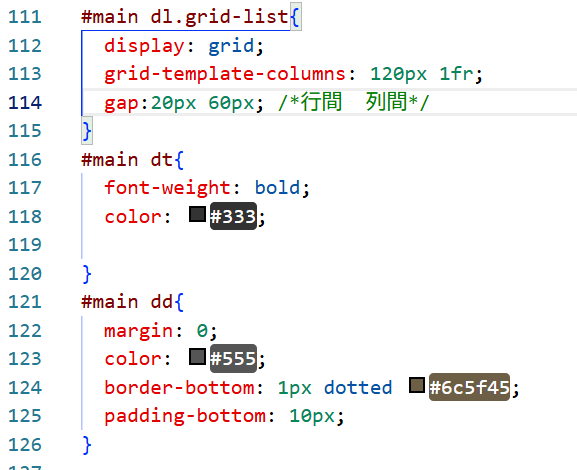 111 #main dl.grid-list{
112 display: grid;
113 grid-template-columns: 120px 1fr;
114 gap:20px 60px; /*行間　列間*/
115 }
116 #main dt{
117 font-weight: bold;
118 color: #333;
119
120 }
121 #main dd{
122 margin: 0;
123 color: #555;
124 border-bottom: 1px dotted #6c5f45;
125 padding-bottom: 10px;
126 }
127